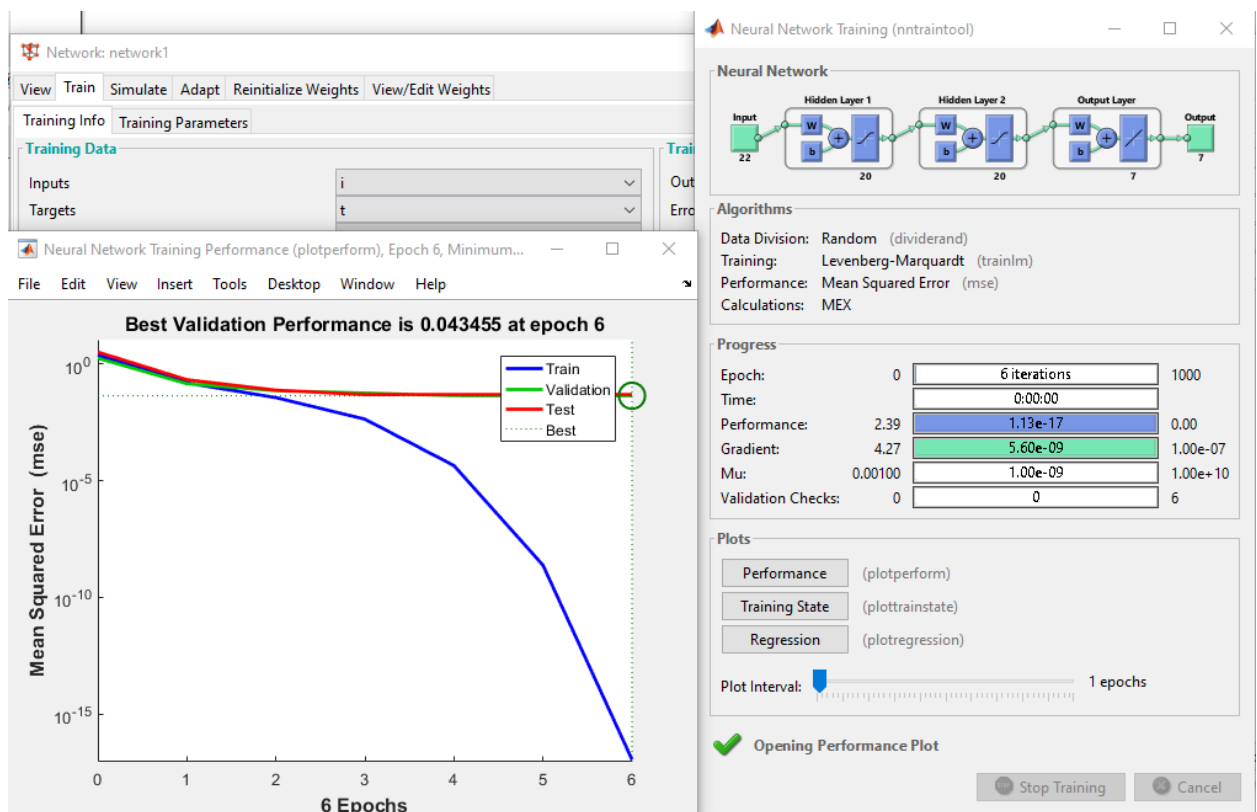 Network: network1
View Train Simulate Adapt Reinitialize Weights View/Edit Weights
Training Info Training Parameters
Training Data
Inputs i
Targets t
Trai
Out
Erro
Neural Network Training Performance (plotperform), Epoch 6, Minimum...
File Edit View Insert Tools Desktop Window Help
Best Validation Performance is 0.043455 at epoch 6
Mean Squared Error (mse)
10^0
10^-5
10^-10
10^-15
Train
Validation
Test
Best
0 1 2 3 4 5 6
6 Epochs
Neural Network Training (nntraintool)
Neural Network
Hidden Layer 1 Hidden Layer 2 Output Layer
Input Output
W W W
+ + +
b b b
22 7
20 20 7
Algorithms
Data Division: Random (dividerand)
Training: Levenberg-Marquardt (trainlm)
Performance: Mean Squared Error (mse)
Calculations: MEX
Progress
Epoch: 0 6 iterations 1000
Time: 0:00:00
Performance: 2.39 1.13e-17 0.00
Gradient: 4.27 5.60e-09 1.00e-07
Mu: 0.00100 1.00e-09 1.00e+10
Validation Checks: 0 0 6
Plots
Performance (plotperform)
Training State (plottrainstate)
Regression (plotregression)
Plot Interval: 1 epochs
Opening Performance Plot
Stop Training Cancel